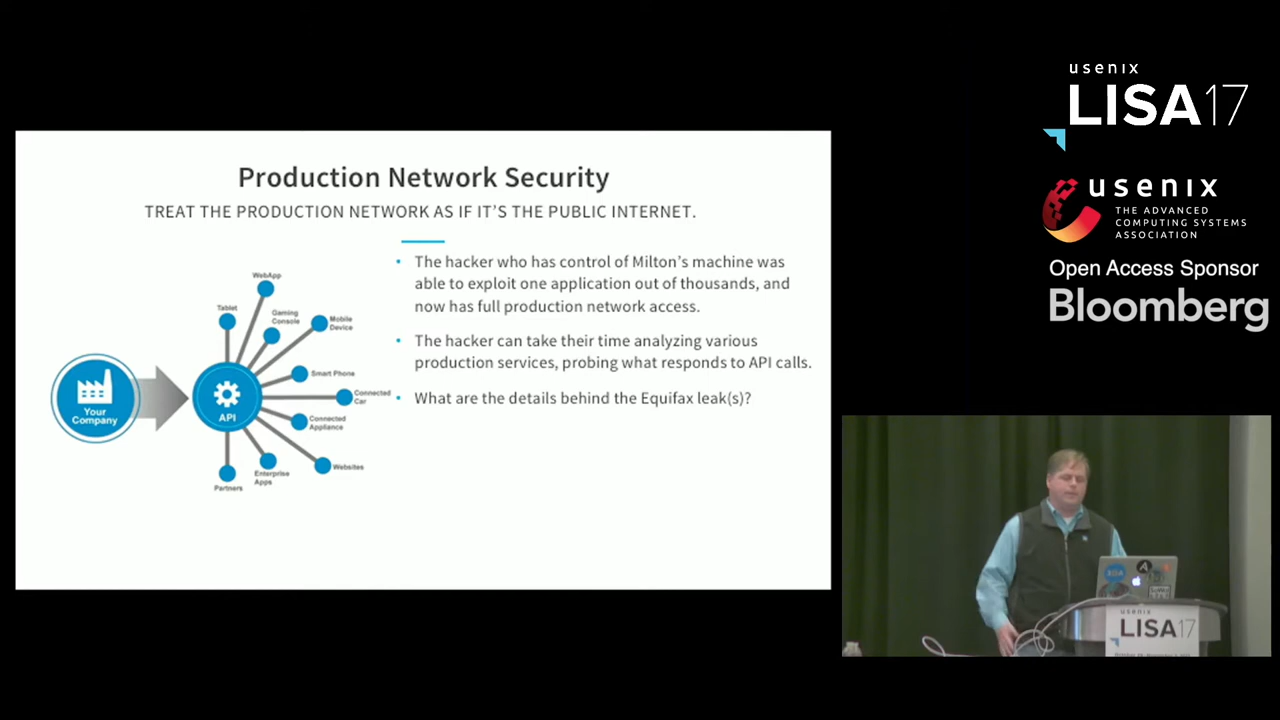 Production Network Security
TREAT THE PRODUCTION NETWORK AS IF IT'S THE PUBLIC INTERNET.
• The hacker who has control of Milton's machine was
able to exploit one application out of thousands, and
now has full production network access.
• The hacker can take their time analyzing various
production services, probing what responds to API calls.
• What are the details behind the Equifax leak(s)?
Your
Company
API
WebApp
Tablet
Gaming
Console
Mobile
Device
Smart Phone
Connected
Car
Connected
Appliance
Websites
Enterprise
Apps
Partners
usenix
LISA17
usenix
THE ADVANCED
COMPUTING SYSTEMS
ASSOCIATION
Open Access Sponsor
Bloomberg
usenix
LISA17